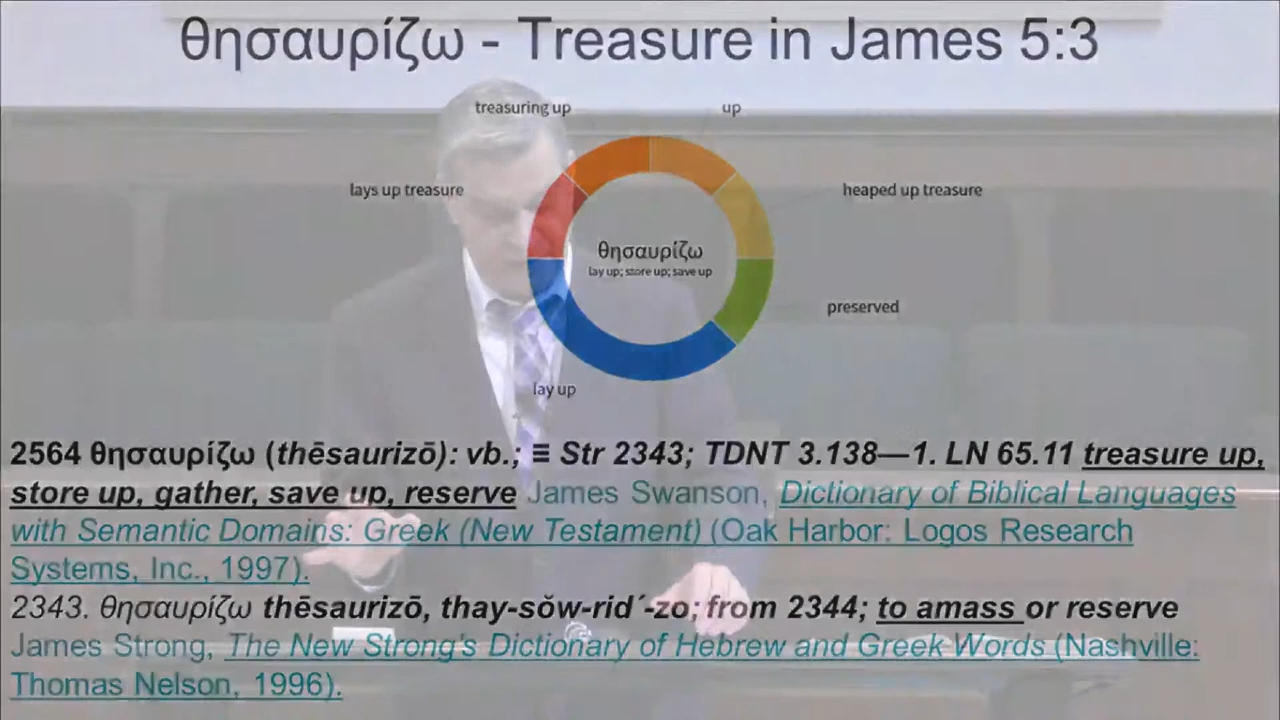 θησαυρίζω - Treasure in James 5:3
treasuring up
up
lays up treasure
heaped up treasure
θησαυρίζω
lay up; store up; save up
preserved
lay up
2564 θησαυρίζω (thēsaurizō): vb.; ≡ Str 2343; TDNT 3.138—1. LN 65.11 treasure up,
store up, gather, save up, reserve James Swanson, Dictionary of Biblical Languages
with Semantic Domains: Greek (New Testament) (Oak Harbor: Logos Research
Systems, Inc., 1997).
2343. θησαυρίζω thēsaurizō, thay-sŏw-rid´-zo; from 2344; to amass or reserve
James Strong, The New Strong's Dictionary of Hebrew and Greek Words (Nashville:
Thomas Nelson, 1996).